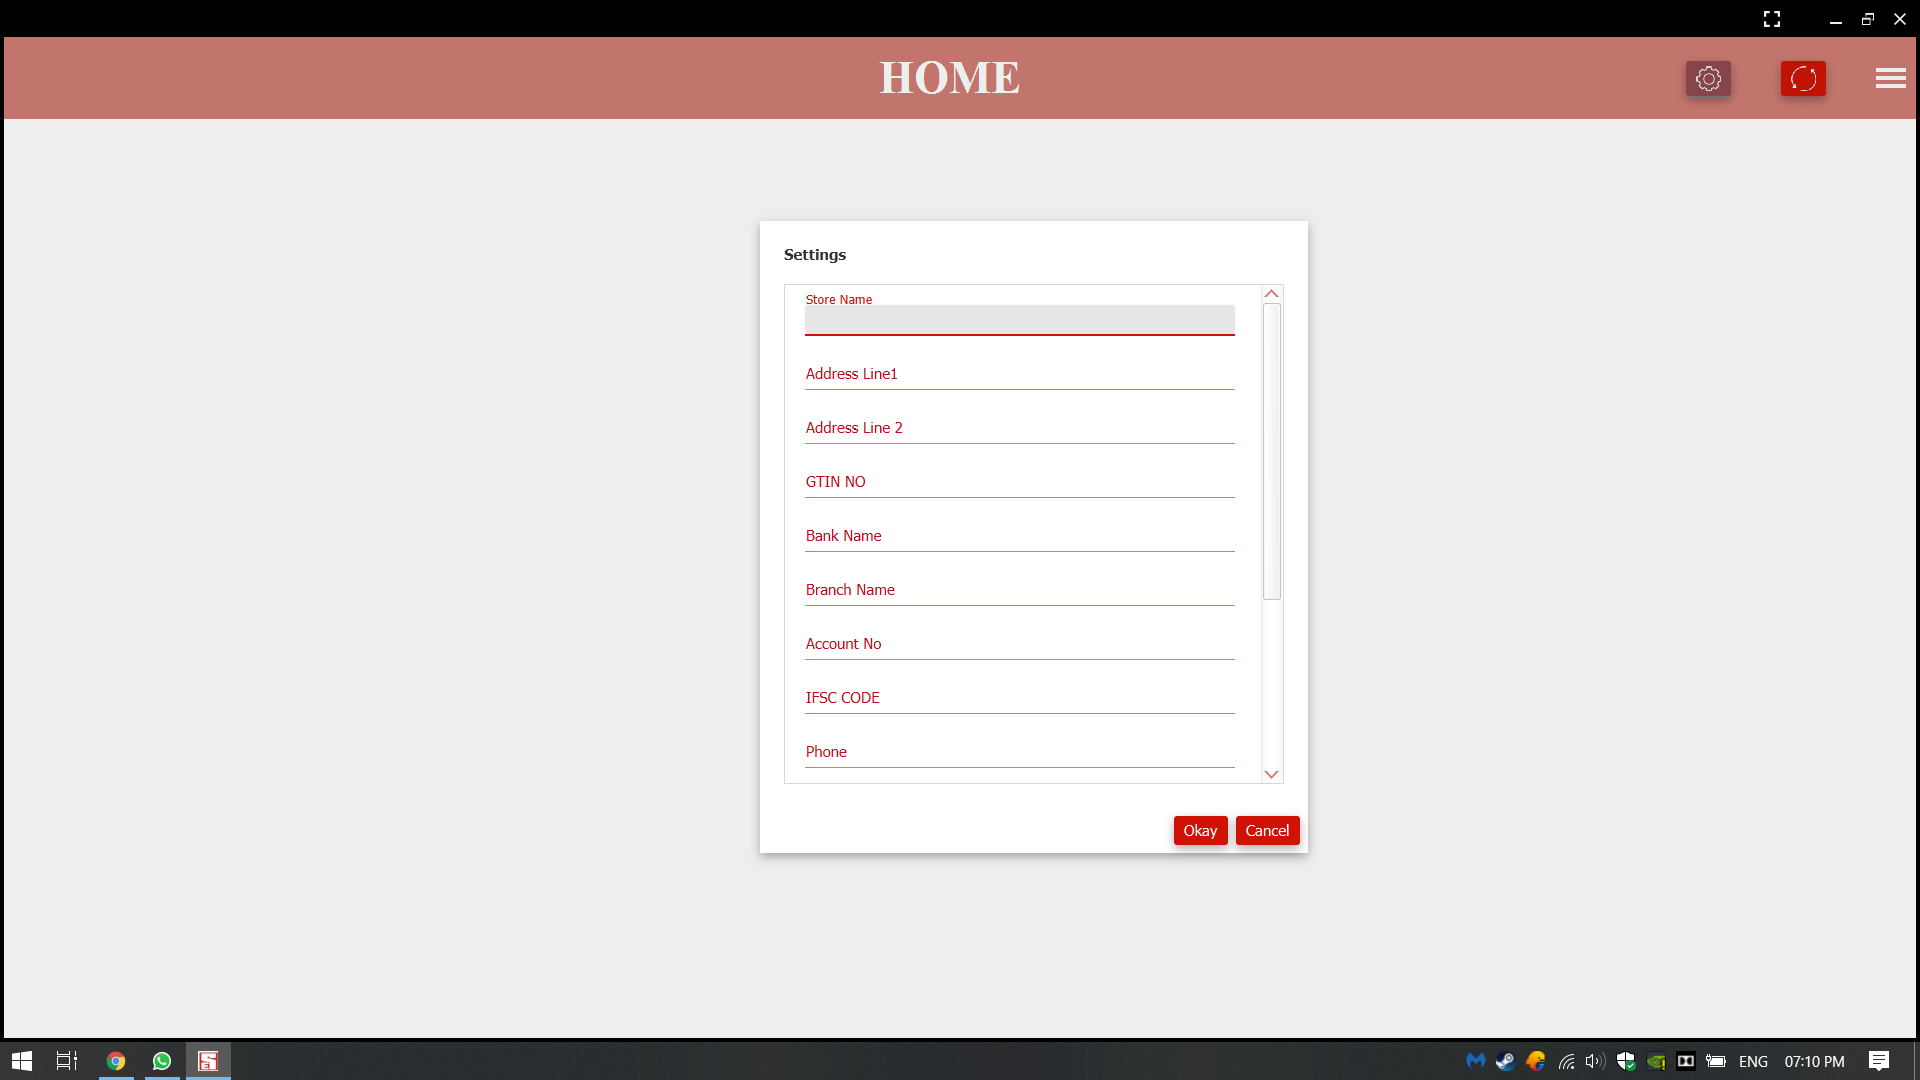 HOME
Settings
Store Name
Address Line1
Address Line 2
GTIN NO
Bank Name
Branch Name
Account No
IFSC CODE
Phone
Okay Cancel
ENG 07:10 PM